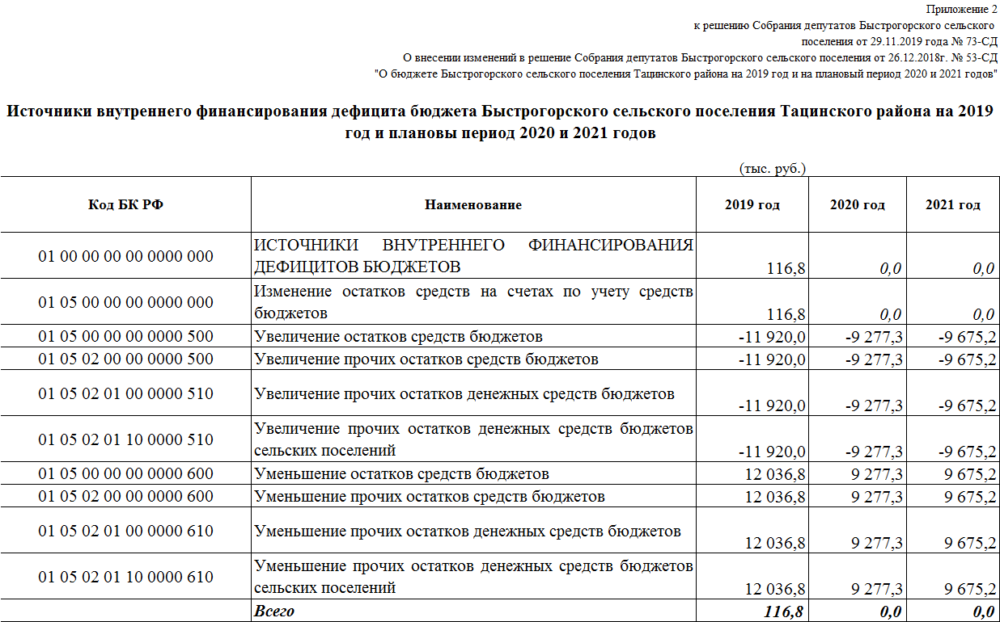 Приложение 2
к решению Собрания депутатов Быстрогорского сельского
поселения от 29.11.2019 года № 73-СД
О внесении изменений в решение Собрания депутатов Быстрогорского сельского поселения от 26.12.2018г. № 53-СД
"О бюджете Быстрогорского сельского поселения Тацинского района на 2019 год и на плановый период 2020 и 2021 годов"
Источники внутреннего финансирования дефицита бюджета Быстрогорского сельского поселения Тацинского района на 2019
год и плановы период 2020 и 2021 годов
(тыс. руб.)
Код БК РФ Наименование 2019 год 2020 год 2021 год
01 00 00 00 00 0000 000 ИСТОЧНИКИ ВНУТРЕННЕГО ФИНАНСИРОВАНИЯ
ДЕФИЦИТОВ БЮДЖЕТОВ 116,8 0,0 0,0
01 05 00 00 00 0000 000 Изменение остатков средств на счетах по учету средств
бюджетов 116,8 0,0 0,0
01 05 00 00 00 0000 500 Увеличение остатков средств бюджетов -11 920,0 -9 277,3 -9 675,2
01 05 02 00 00 0000 500 Увеличение прочих остатков средств бюджетов -11 920,0 -9 277,3 -9 675,2
01 05 02 01 00 0000 510 Увеличение прочих остатков денежных средств бюджетов -11 920,0 -9 277,3 -9 675,2
01 05 02 01 10 0000 510 Увеличение прочих остатков денежных средств бюджетов
сельских поселений -11 920,0 -9 277,3 -9 675,2
01 05 00 00 00 0000 600 Уменьшение остатков средств бюджетов 12 036,8 9 277,3 9 675,2
01 05 02 00 00 0000 600 Уменьшение прочих остатков средств бюджетов 12 036,8 9 277,3 9 675,2
01 05 02 01 00 0000 610 Уменьшение прочих остатков денежных средств бюджетов 12 036,8 9 277,3 9 675,2
01 05 02 01 10 0000 610 Уменьшение прочих остатков денежных средств бюджетов
сельских поселений 12 036,8 9 277,3 9 675,2
Всего 116,8 0,0 0,0